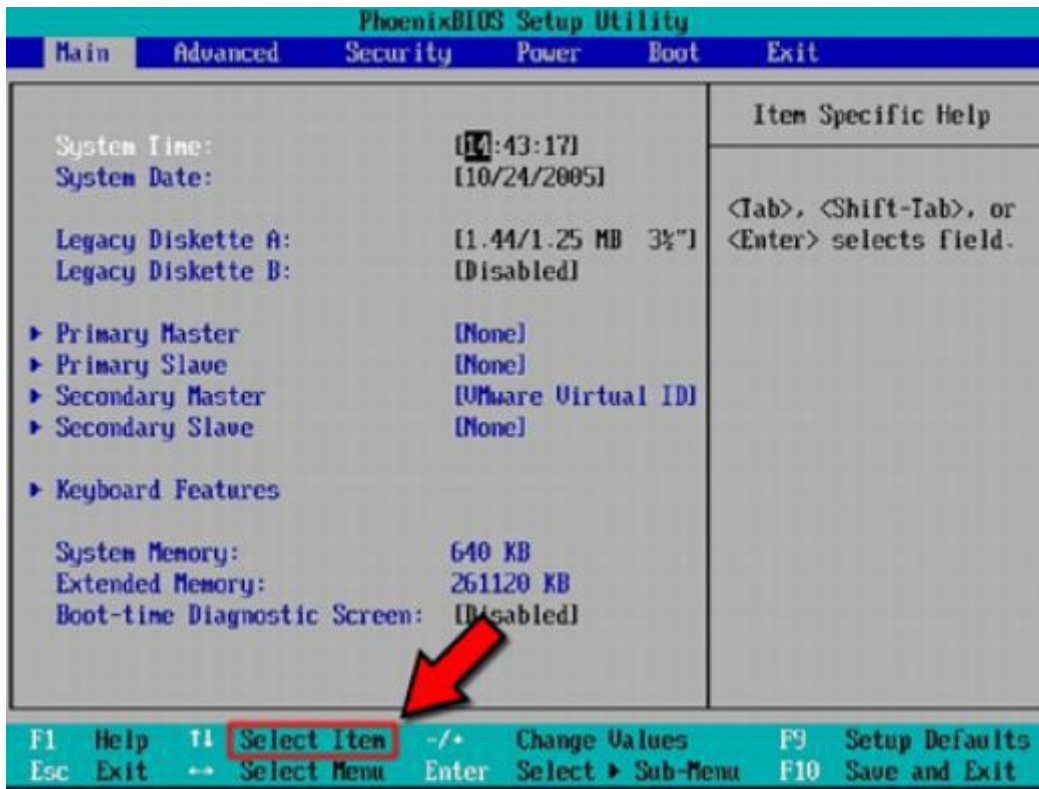 PhoenixBIOS Setup Utility
Main Advanced Security Power Boot Exit
Item Specific Help
System Time: [14:43:17]
System Date: [10/24/2005]
<Tab>, <Shift-Tab>, or
<Enter> selects field.
Legacy Diskette A: [1.44/1.25 MB 3½"]
Legacy Diskette B: [Disabled]
▶ Primary Master [None]
▶ Primary Slave [None]
▶ Secondary Master [VMware Virtual ID]
▶ Secondary Slave [None]
▶ Keyboard Features
System Memory: 640 KB
Extended Memory: 261120 KB
Boot-time Diagnostic Screen: [Disabled]
F1 Help ↑↓ Select Item -/+ Change Values F9 Setup Defaults
Esc Exit ↔ Select Menu Enter Select ▶ Sub-Menu F10 Save and Exit